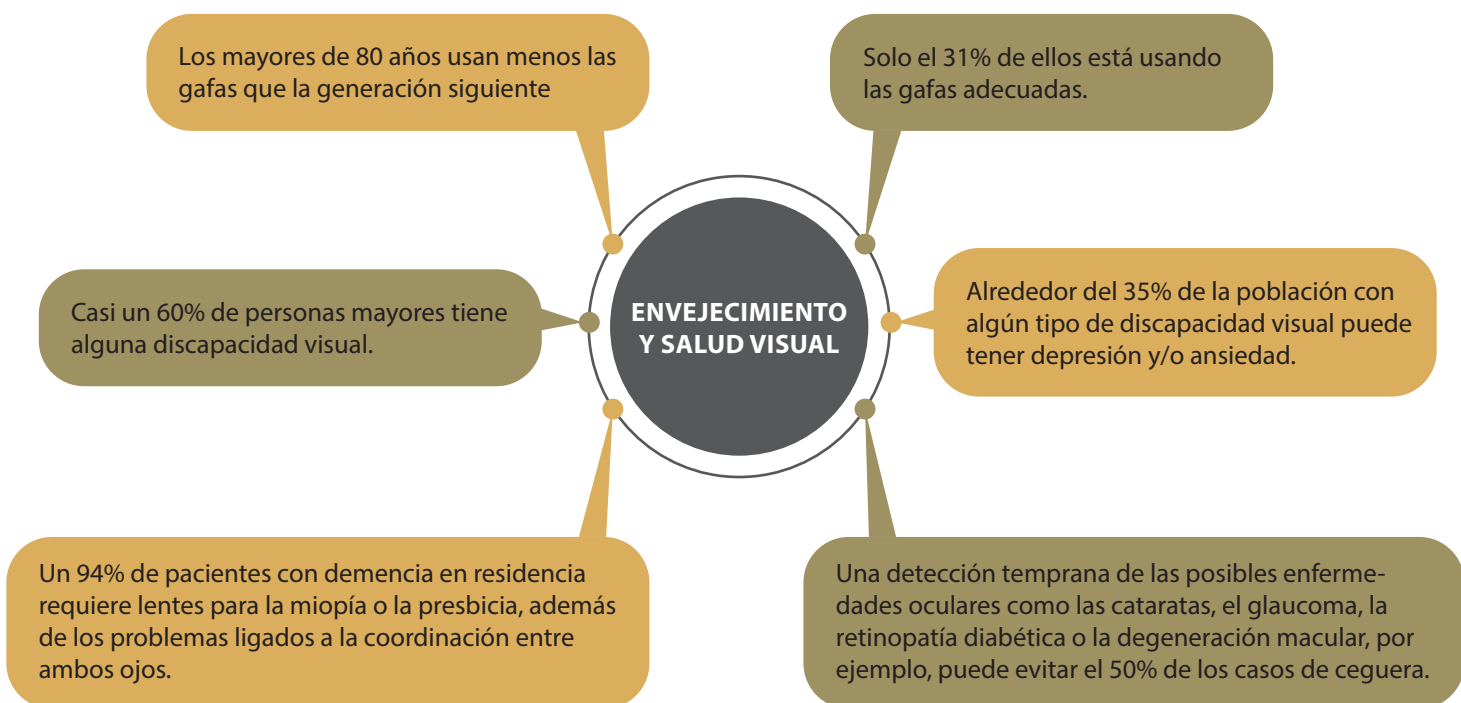 Los mayores de 80 años usan menos las
gafas que la generación siguiente
Solo el 31% de ellos está usando
las gafas adecuadas.
Casi un 60% de personas mayores tiene
alguna discapacidad visual.
ENVEJECIMIENTO
Y SALUD VISUAL
Alrededor del 35% de la población con
algún tipo de discapacidad visual puede
tener depresión y/o ansiedad.
Un 94% de pacientes con demencia en residencia
requiere lentes para la miopía o la presbicia, además
de los problemas ligados a la coordinación entre
ambos ojos.
Una detección temprana de las posibles enferme-
dades oculares como las cataratas, el glaucoma, la
retinopatía diabética o la degeneración macular, por
ejemplo, puede evitar el 50% de los casos de ceguera.